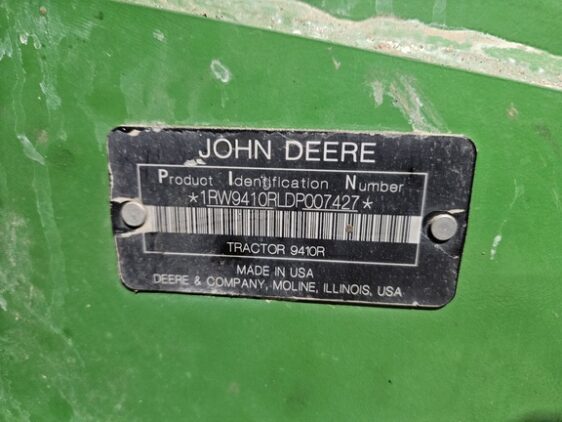 JOHN DEERE
Product Identification Number
*1RW9410RLDP007427*
TRACTOR 9410R
MADE IN USA
DEERE & COMPANY, MOLINE, ILLINOIS, USA